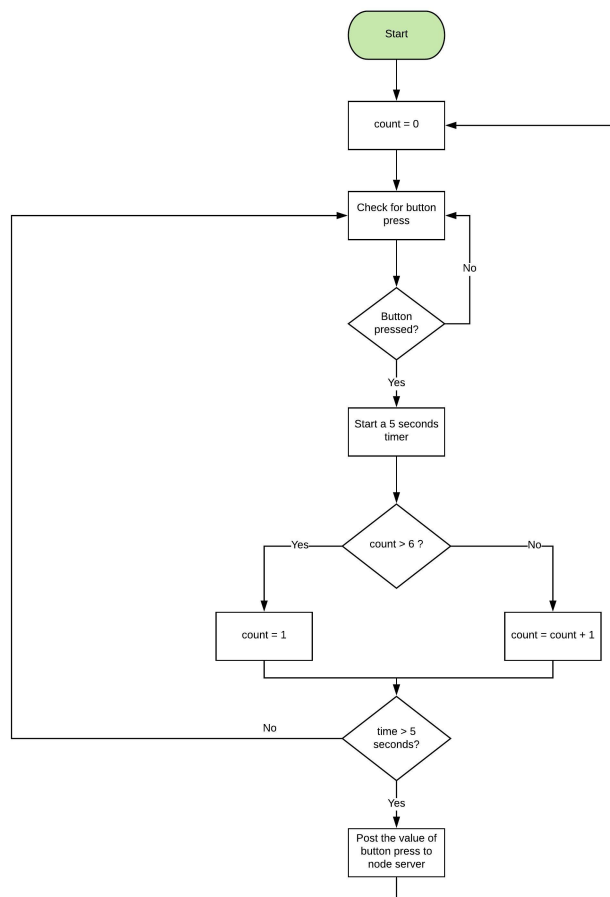 Start
count = 0
Check for button
press
No
Button
pressed?
Yes
Start a 5 seconds
timer
count > 6 ?
Yes
No
count = 1
count = count + 1
No
time > 5
seconds?
Yes
Post the value of
button press to
node server